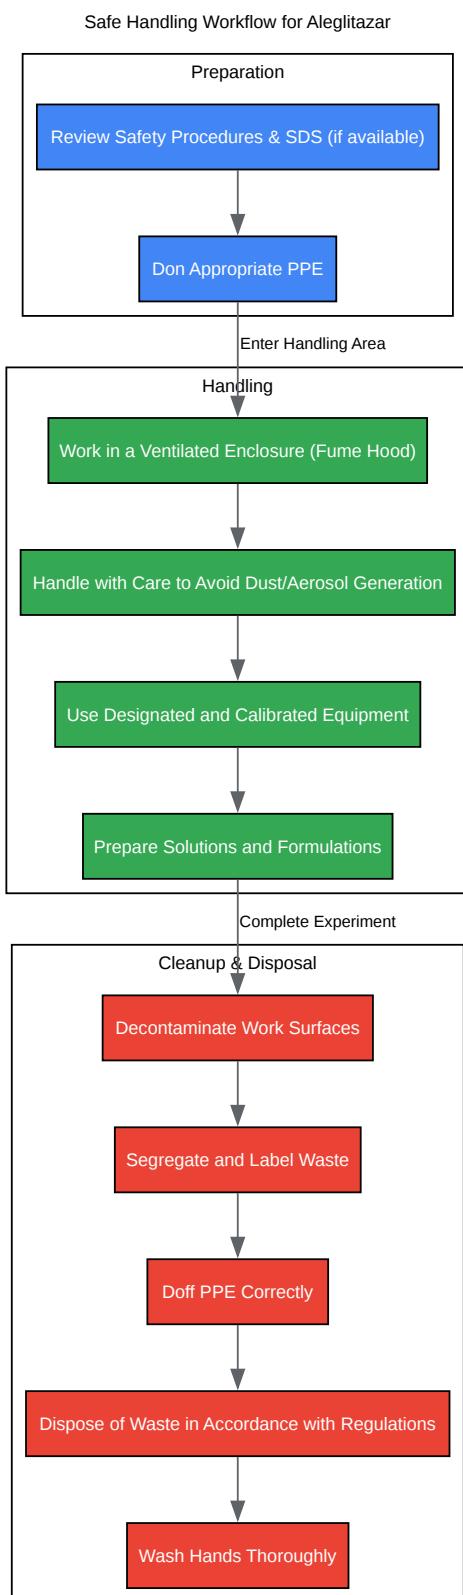 Safe Handling Workflow for Aleglitazar
Preparation
Review Safety Procedures & SDS (if available)
Don Appropriate PPE
Enter Handling Area
Handling
Work in a Ventilated Enclosure (Fume Hood)
Handle with Care to Avoid Dust/Aerosol Generation
Use Designated and Calibrated Equipment
Prepare Solutions and Formulations
Complete Experiment
Cleanup & Disposal
Decontaminate Work Surfaces
Segregate and Label Waste
Doff PPE Correctly
Dispose of Waste in Accordance with Regulations
Wash Hands Thoroughly